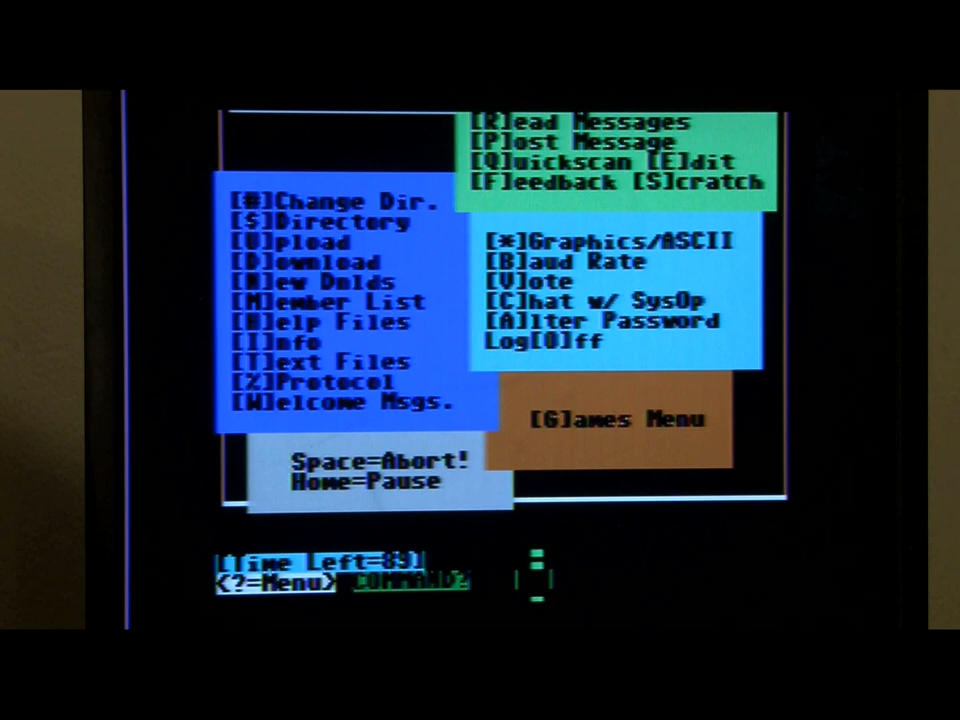 [R]ead Messages
[P]ost Message
[Q]uickscan [E]dit
[F]eedback [S]cratch
[#]Change Dir.
[$]Directory
[U]pload
[D]ownload
[N]ew Dnlds
[M]ember List
[H]elp Files
[I]nfo
[T]ext Files
[%]Protocol
[W]elcome Msgs.
[*]Graphics/ASCII
[B]aud Rate
[V]ote
[C]hat w/ SysOp
[A]lter Password
Log[O]ff
[G]ames Menu
Space=Abort!
Home=Pause
[Time Left=89]
<?=Menu> COMMAND?